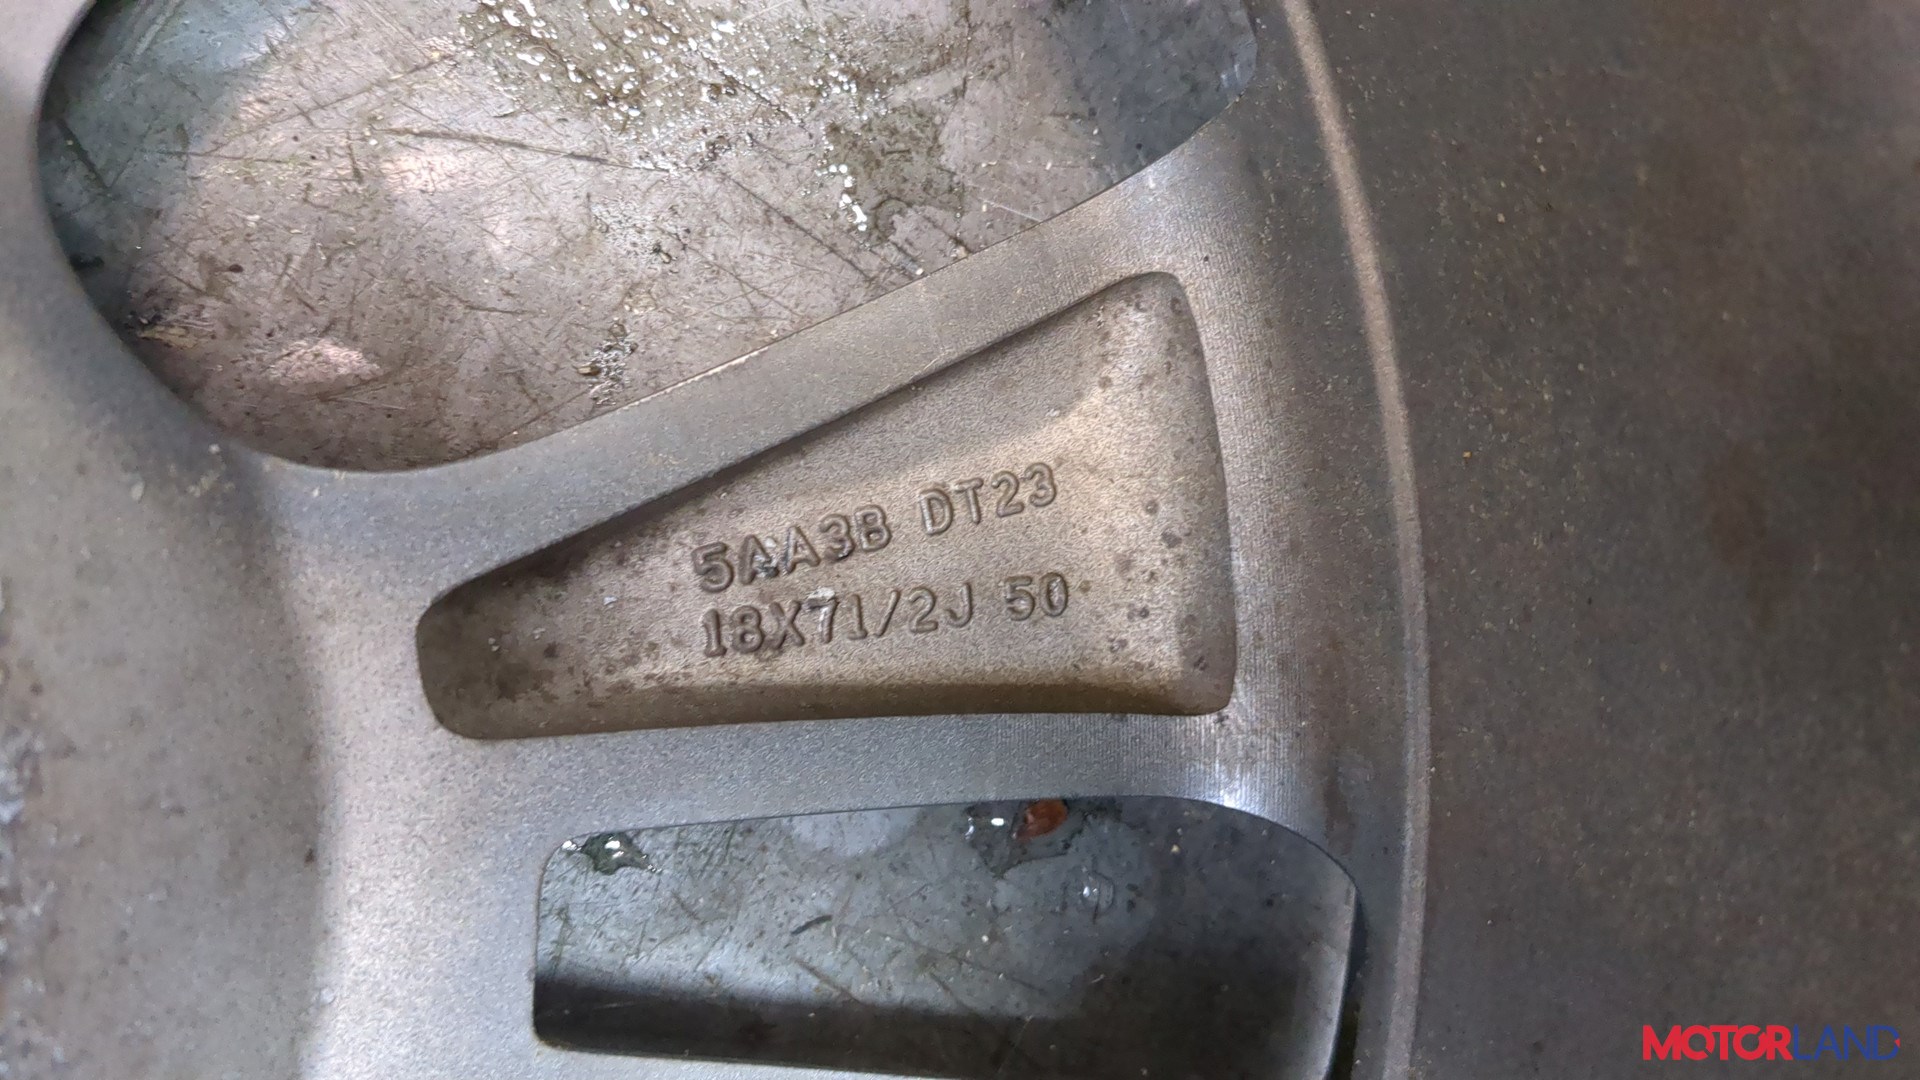 5AA3B DT23
18X71/2J 50
MOTORLAND